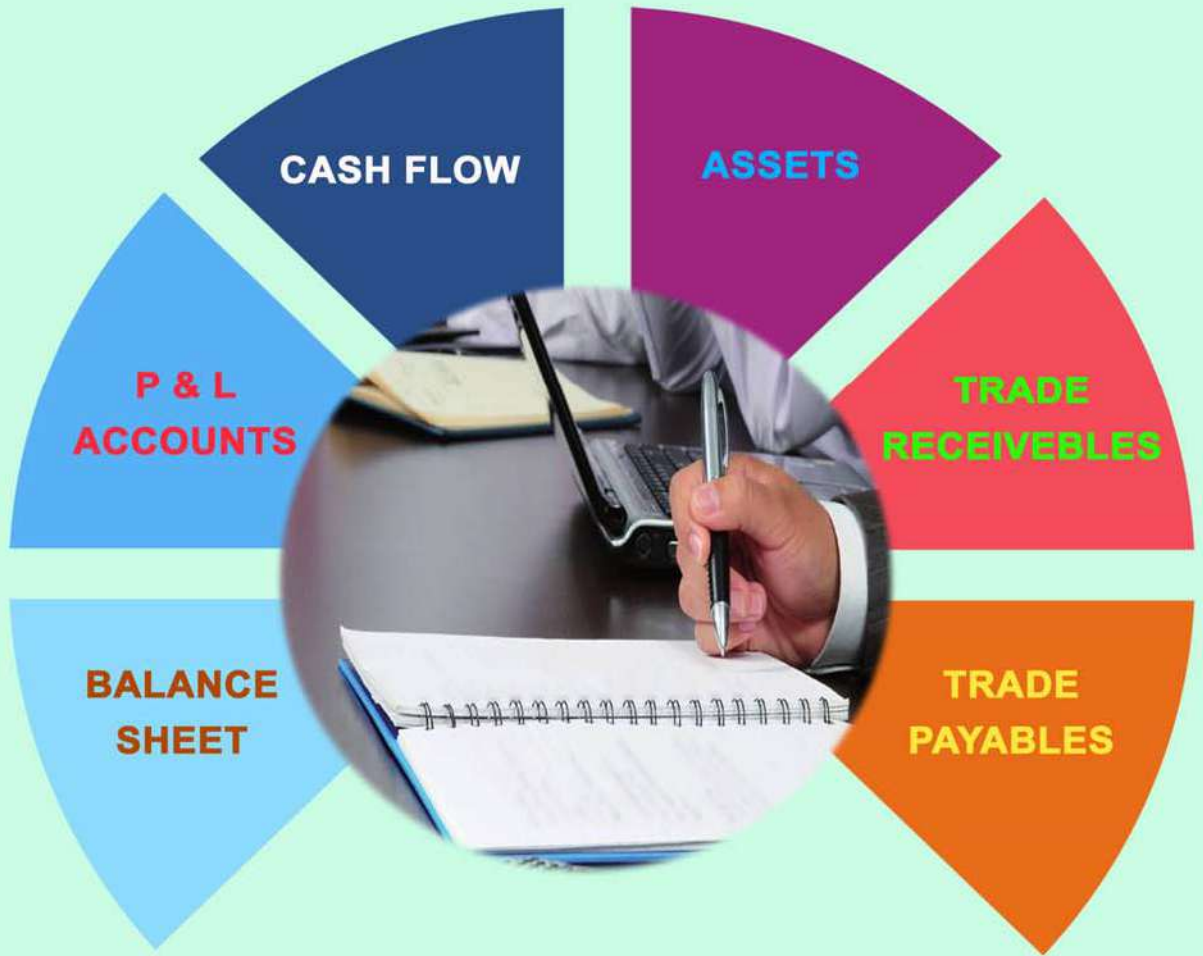 CASH FLOW
ASSETS
P & L
ACCOUNTS
TRADE
RECEIVEBLES
BALANCE
SHEET
TRADE
PAYABLES